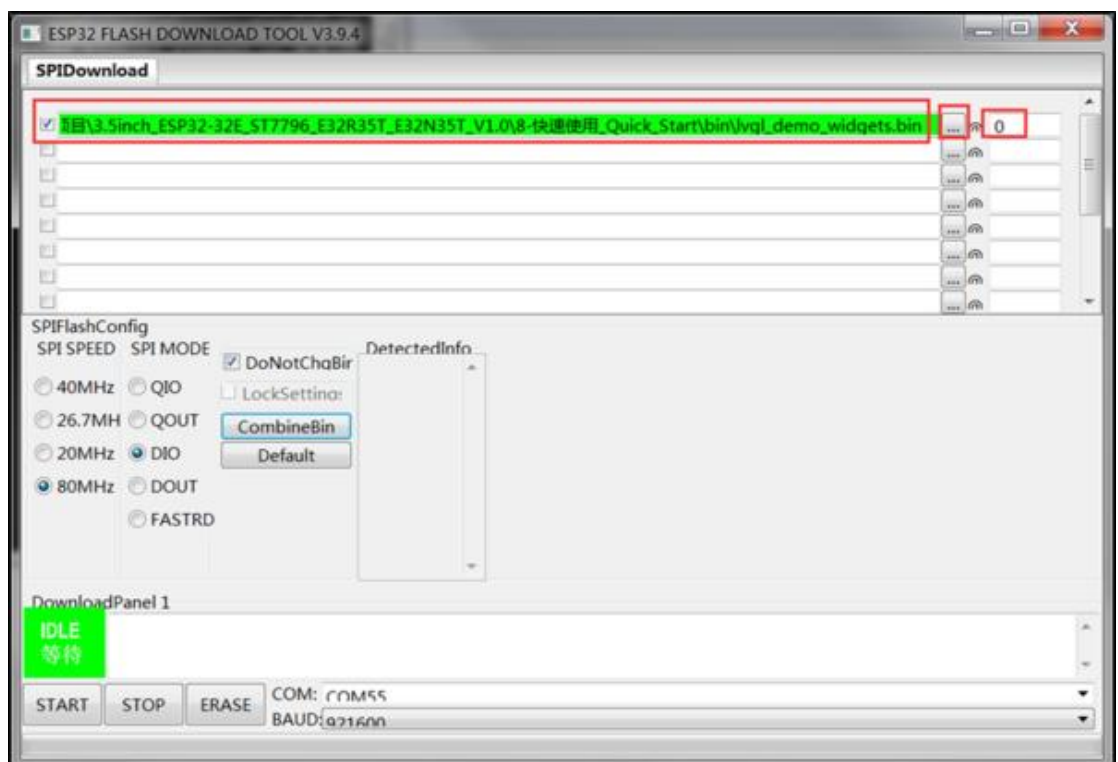 ESP32 FLASH DOWNLOAD TOOL V3.9.4
SPIDownload
目\3.5inch_ESP32-32E_ST7796_E32R35T_E32N35T_V1.0\8-快速使用_Quick_Start\bin\lvgl_demo_widgets.bin ... @ 0
... @
... @
... @
... @
... @
... @
... @
SPIFlashConfig
SPI SPEED SPI MODE DoNotChgBin DetectedInfo
40MHz QIO LockSettings
26.7MH QOUT CombineBin
20MHz DIO Default
80MHz DOUT
FASTRD
DownloadPanel 1
IDLE
等待
START STOP ERASE COM: COM55
BAUD: 921600